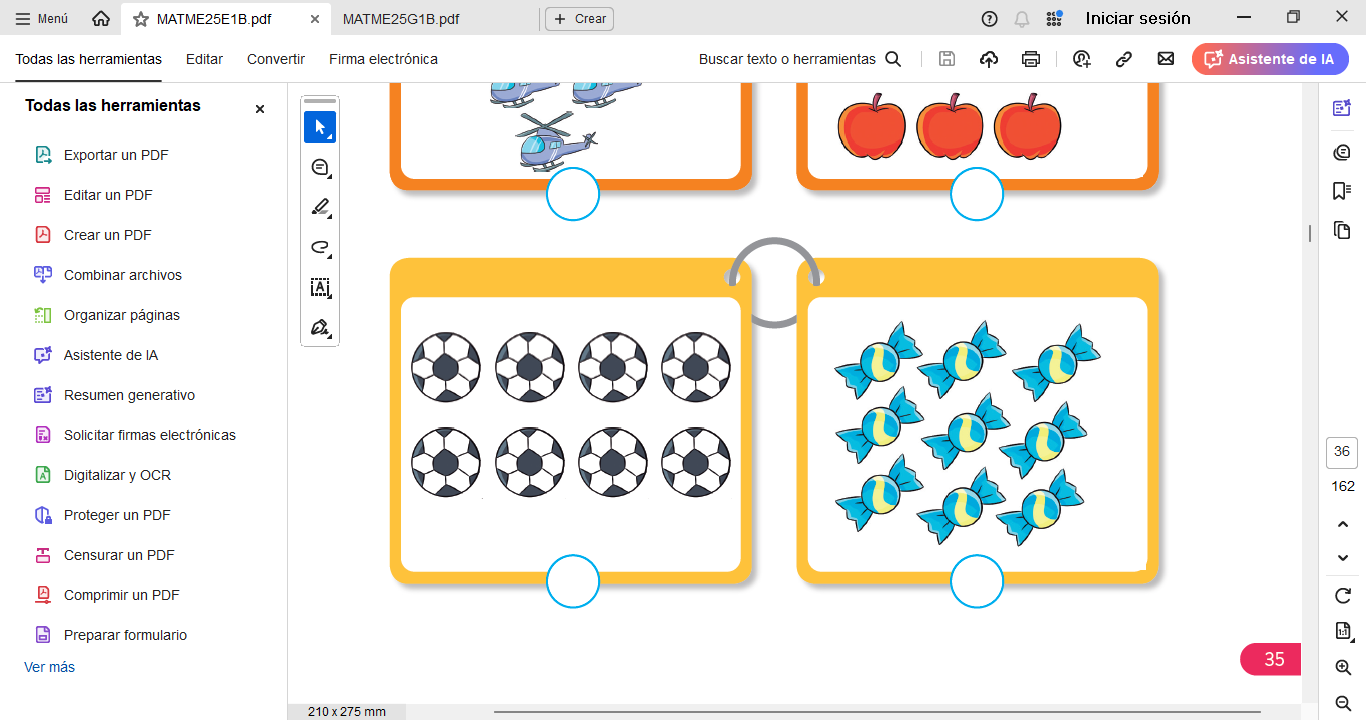 Menú
MATME25E1B.pdf
MATME25G1B.pdf
Crear
Iniciar sesión
Todas las herramientas
Editar
Convertir
Firma electrónica
Buscar texto o herramientas
Asistente de IA
Todas las herramientas
Exportar un PDF
Editar un PDF
Crear un PDF
Combinar archivos
Organizar páginas
Asistente de IA
Resumen generativo
Solicitar firmas electrónicas
Digitalizar y OCR
Proteger un PDF
Censurar un PDF
Comprimir un PDF
Preparar formulario
Ver más
35
36
162
1:1
210 x 275 mm